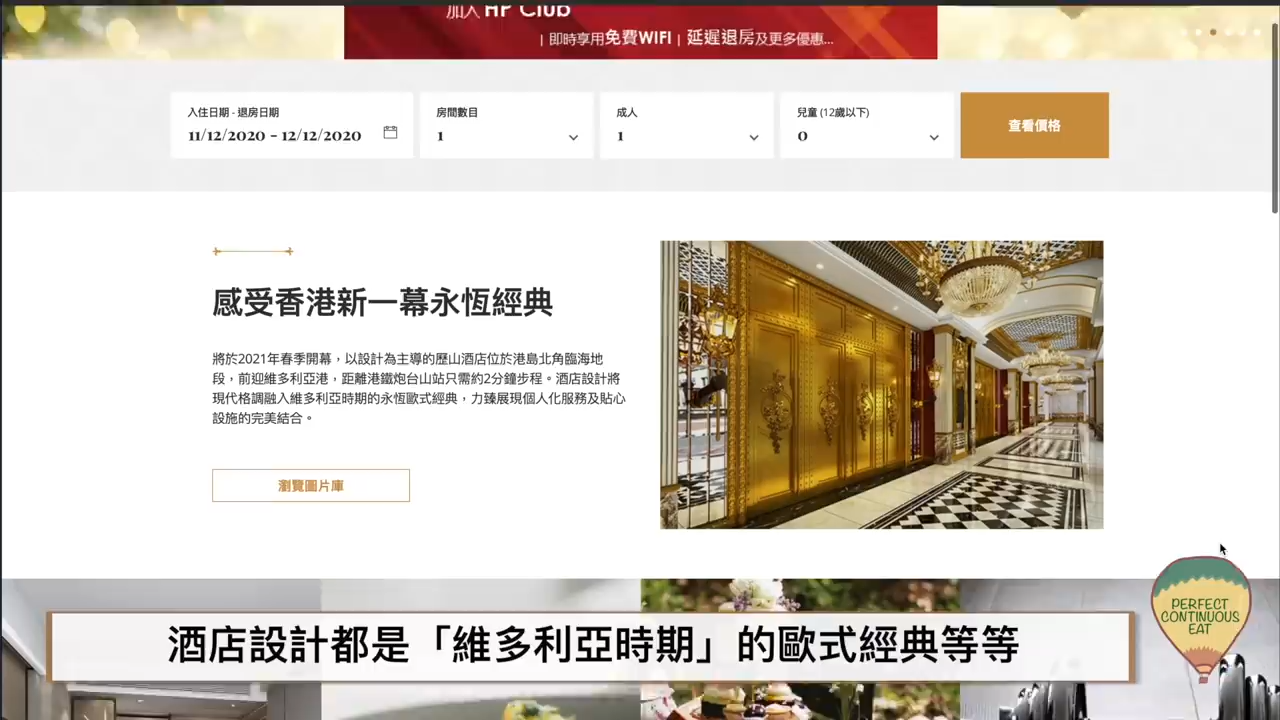 加入 HP Club
| 即時享用免費WIFI | 延遲退房及更多優惠...
入住日期 - 退房日期
11/12/2020 - 12/12/2020
房間數目
1
成人
1
兒童 (12歲以下)
0
查看價格
感受香港新一幕永恆經典
將於2021年春季開幕，以設計為主導的歷山酒店位於港島北角臨海地
段，前迎維多利亞港，距離港鐵炮台山站只需約2分鐘步程。酒店設計將
現代格調融入維多利亞時期的永恆歐式經典，力臻展現個人化服務及貼心
設施的完美結合。
瀏覽圖片庫
酒店設計都是「維多利亞時期」的歐式經典等等
PERFECT
CONTINUOUS
EAT